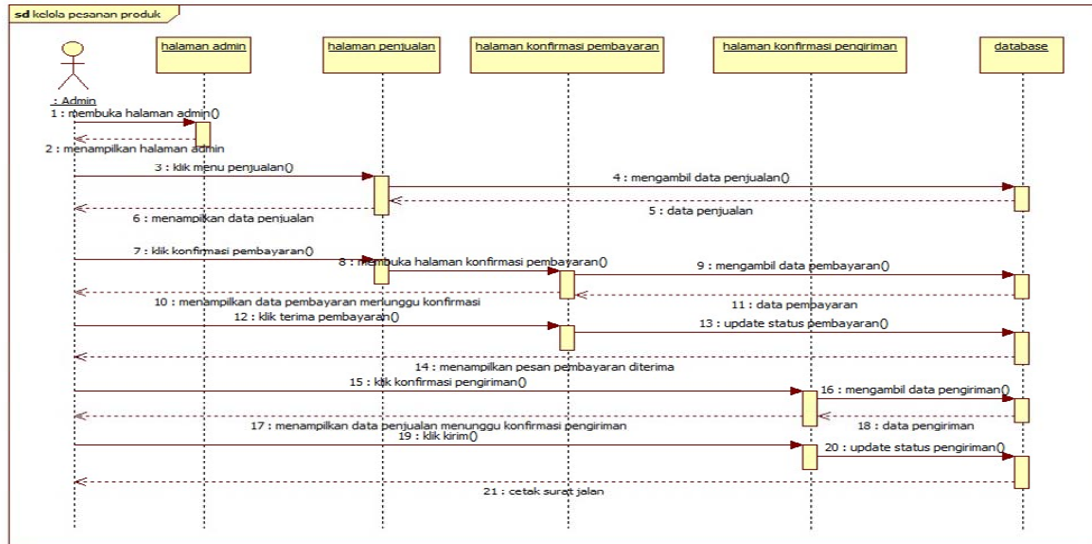 sd kelola pesanan produk
halaman admin
halaman penjualan
halaman konfirmasi pembayaran
halaman konfirmasi pengiriman
database
: Admin
1 : membuka halaman admin()
2 : menampilkan halaman admin
3 : klik menu penjualan()
4 : mengambil data penjualan()
5 : data penjualan
6 : menampilkan data penjualan
7 : klik konfirmasi pembayaran()
8 : membuka halaman konfirmasi pembayaran()
9 : mengambil data pembayaran()
10 : menampilkan data pembayaran menunggu konfirmasi
11 : data pembayaran
12 : klik terima pembayaran()
13 : update status pembayaran()
14 : menampilkan pesan pembayaran diterima
15 : klik konfirmasi pengiriman()
16 : mengambil data pengiriman()
17 : menampilkan data penjualan menunggu konfirmasi pengiriman
18 : data pengiriman
19 : klik kirim()
20 : update status pengiriman()
21 : cetak surat jalan